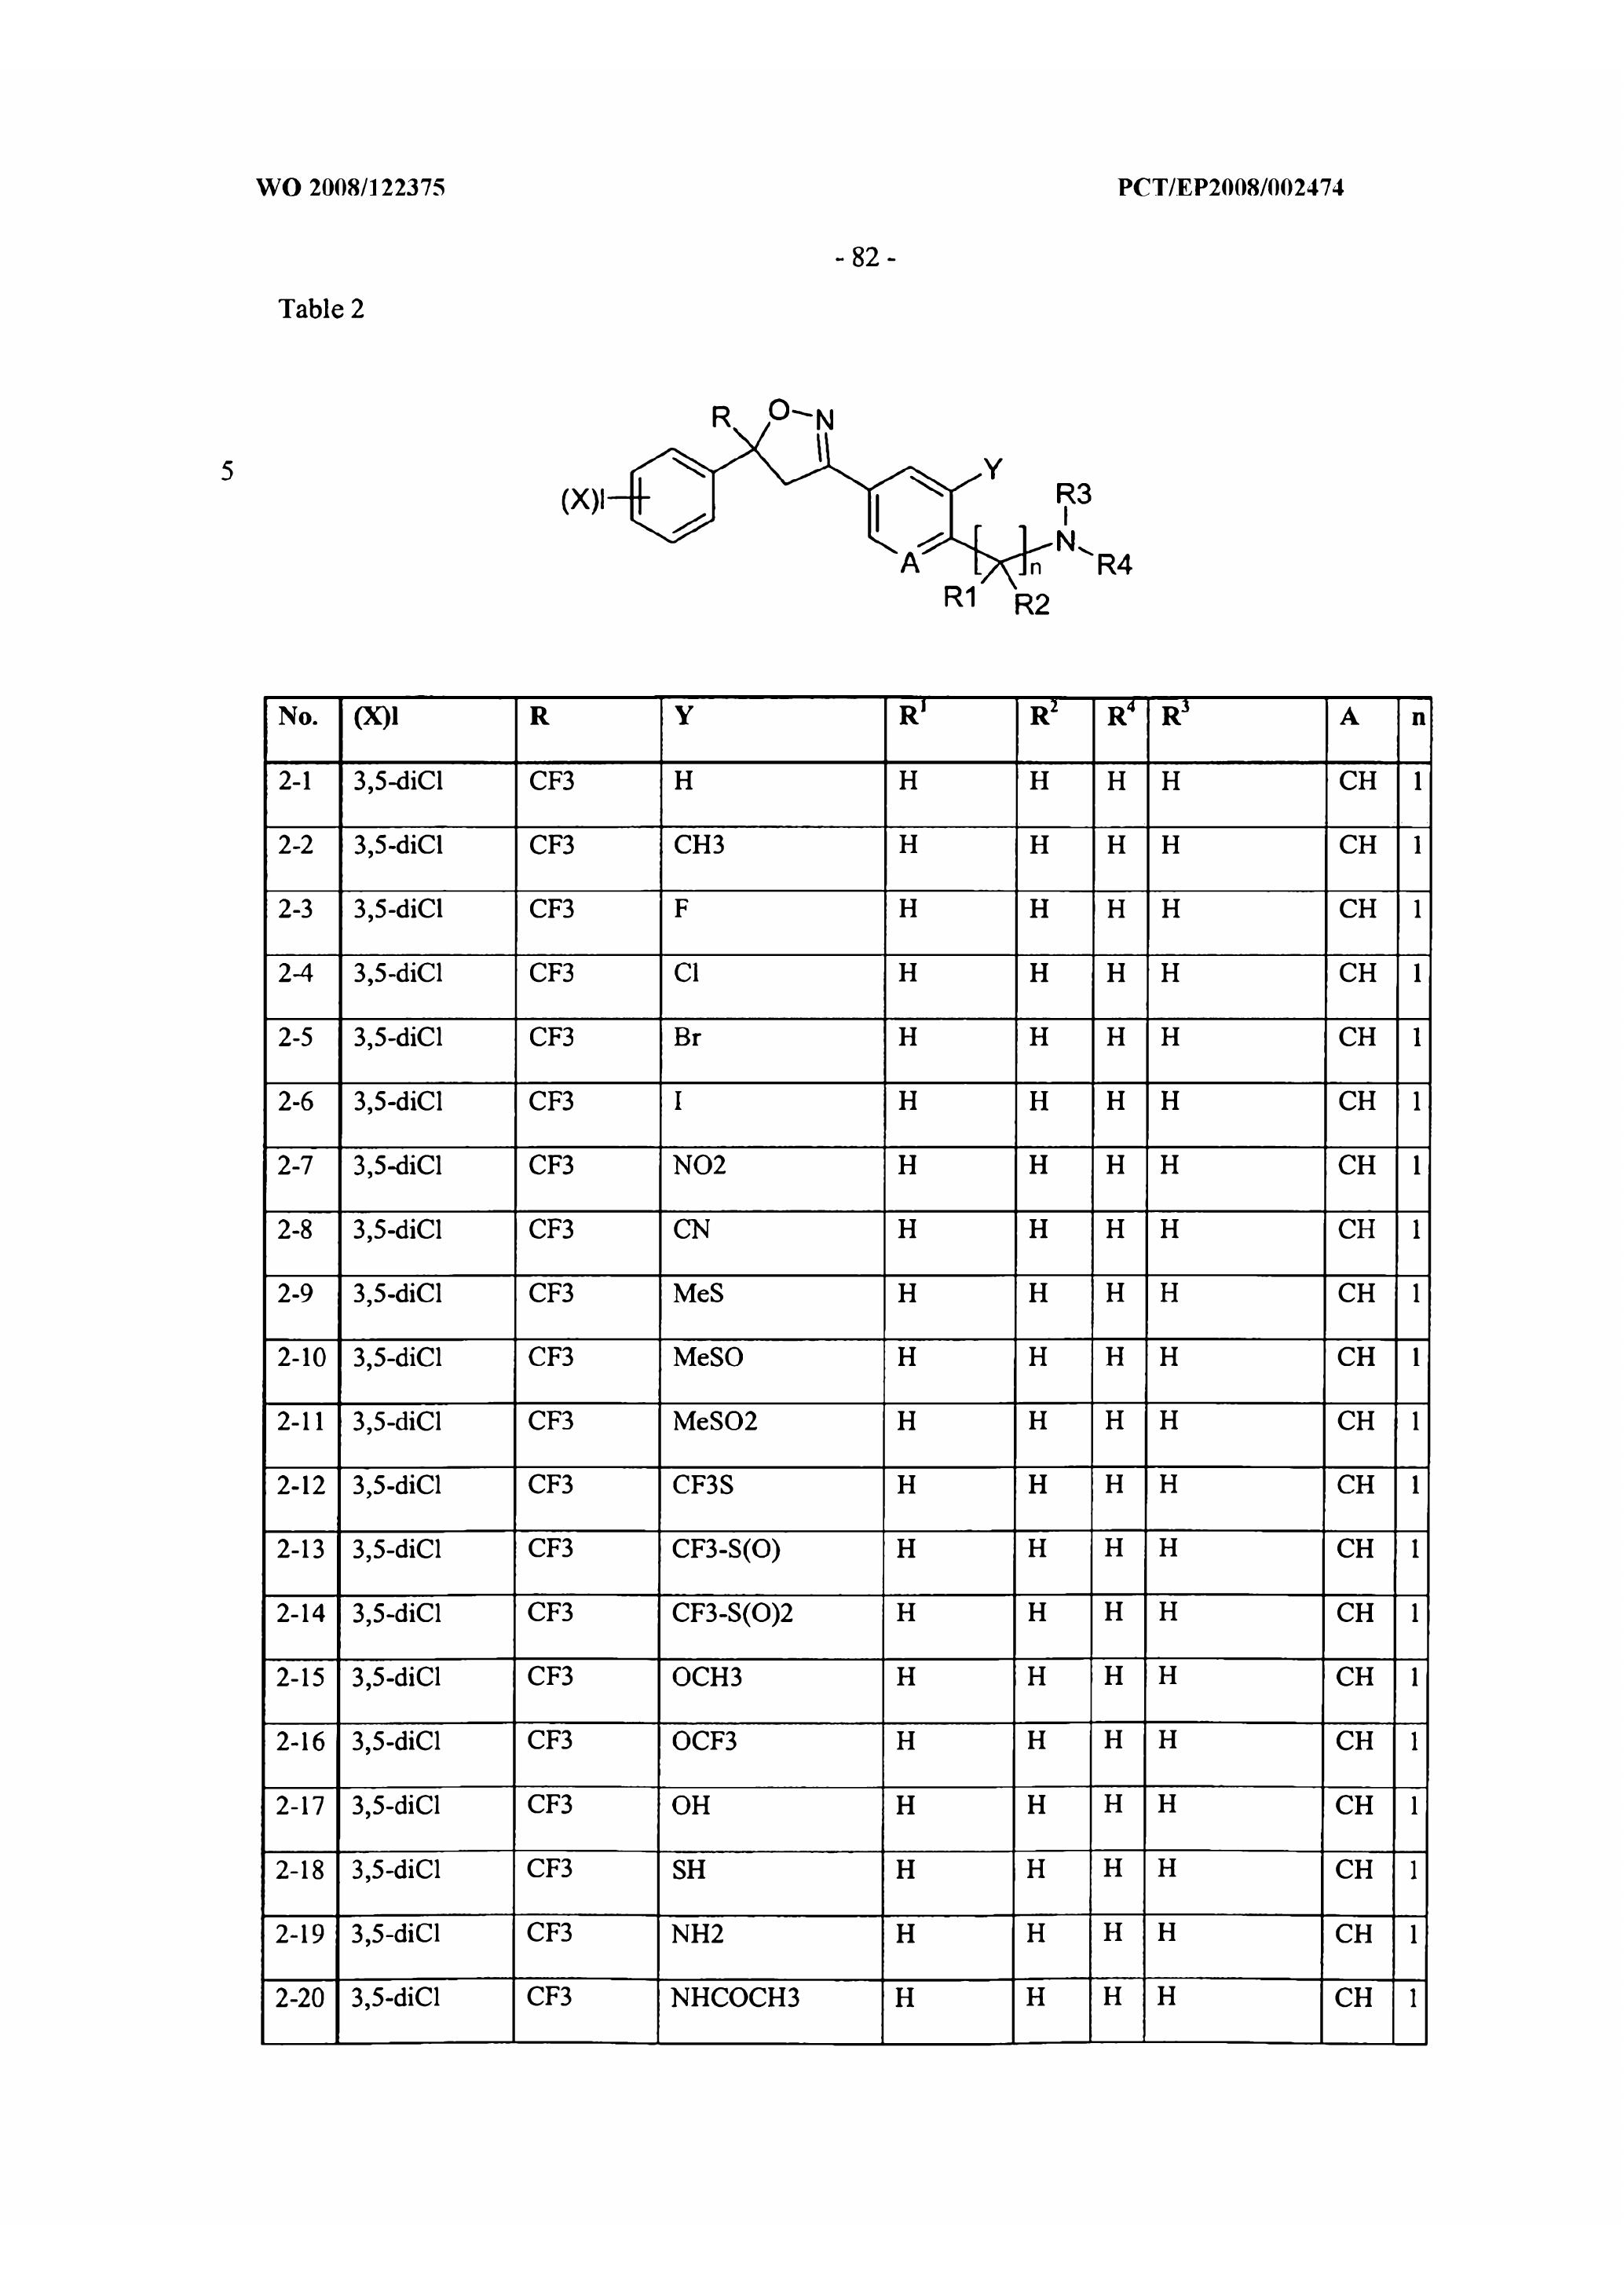 WO 2008/122375 PCT/EP2008/002474
- 82 -
Table 2
5
R O N
(X)l
Y
R3
N
A n R4
R1 R2
No. (X)l R Y R¹ R² R⁴ R³ A n
2-1 3,5-diCl CF3 H H H H H CH 1
2-2 3,5-diCl CF3 CH3 H H H H CH 1
2-3 3,5-diCl CF3 F H H H H CH 1
2-4 3,5-diCl CF3 Cl H H H H CH 1
2-5 3,5-diCl CF3 Br H H H H CH 1
2-6 3,5-diCl CF3 I H H H H CH 1
2-7 3,5-diCl CF3 NO2 H H H H CH 1
2-8 3,5-diCl CF3 CN H H H H CH 1
2-9 3,5-diCl CF3 MeS H H H H CH 1
2-10 3,5-diCl CF3 MeSO H H H H CH 1
2-11 3,5-diCl CF3 MeSO2 H H H H CH 1
2-12 3,5-diCl CF3 CF3S H H H H CH 1
2-13 3,5-diCl CF3 CF3-S(O) H H H H CH 1
2-14 3,5-diCl CF3 CF3-S(O)2 H H H H CH 1
2-15 3,5-diCl CF3 OCH3 H H H H CH 1
2-16 3,5-diCl CF3 OCF3 H H H H CH 1
2-17 3,5-diCl CF3 OH H H H H CH 1
2-18 3,5-diCl CF3 SH H H H H CH 1
2-19 3,5-diCl CF3 NH2 H H H H CH 1
2-20 3,5-diCl CF3 NHCOCH3 H H H H CH 1